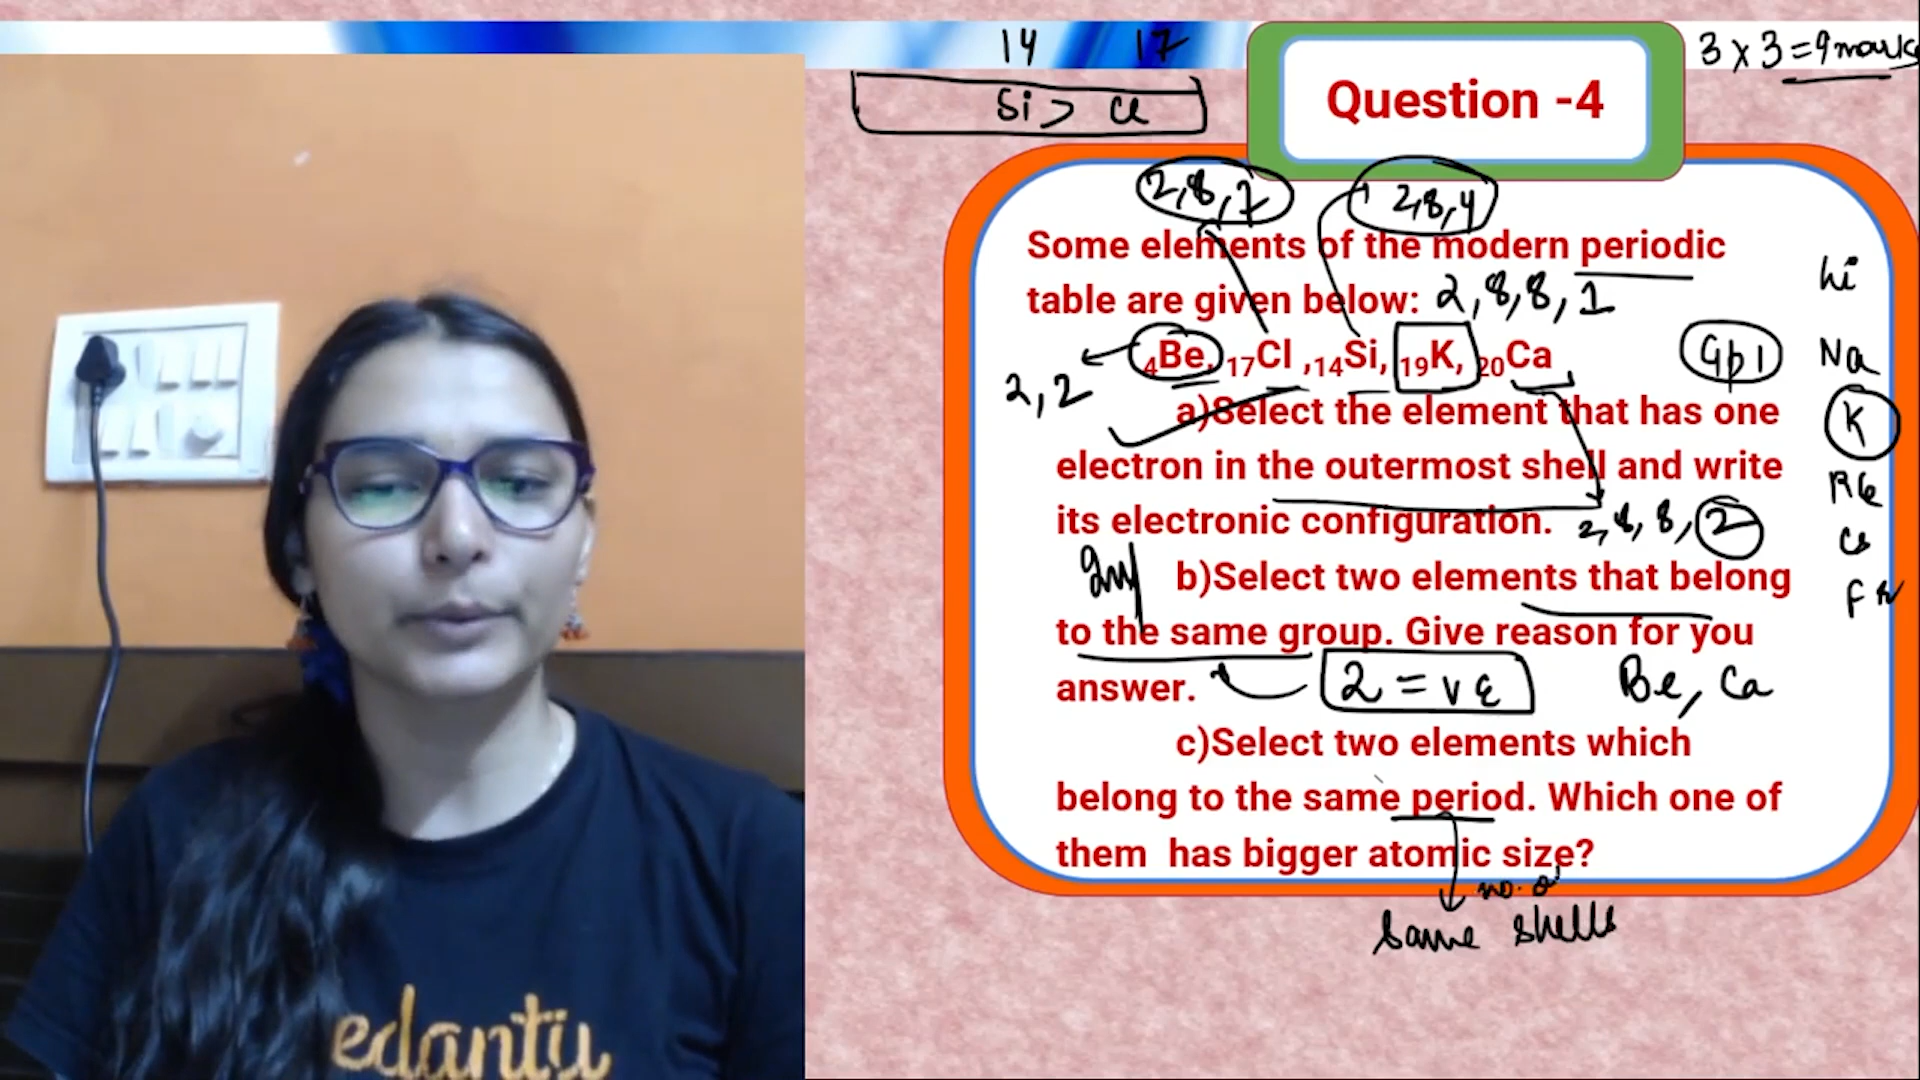 14 17
Si > Cl
Question -4
3 x 3 = 9 marks
2,8,7
2,8,4
Some elements of the modern periodic
table are given below: 2,8,8,1
₄Be, ₁₇Cl ,₁₄Si, ₁₉K, ₂₀Ca
2,2
Gp 1
Li
Na
K
Rb
Cs
Fr
a)Select the element that has one
electron in the outermost shell and write
its electronic configuration. 2,8,8,2
b)Select two elements that belong
to the same group. Give reason for you
answer. 2 = v e
Be, Ca
c)Select two elements which
belong to the same period. Which one of
them has bigger atomic size?
same no. of shells
edantu